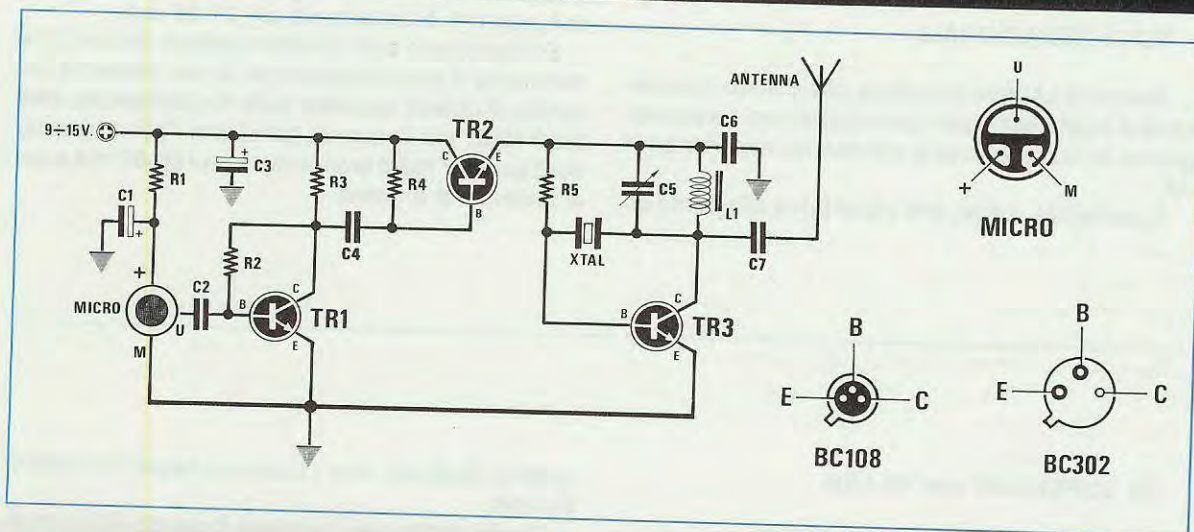 ANTENNA
9÷15V.
C1
R1
C3
R3
R4
TR2
C
E
B
R5
C5
L1
C6
R2
C4
XTAL
C7
+
+
+
MICRO
U
M
C2
B
C
E
TR1
B
C
E
TR3
U
+
M
MICRO
B
E
C
BC108
B
E
C
BC302